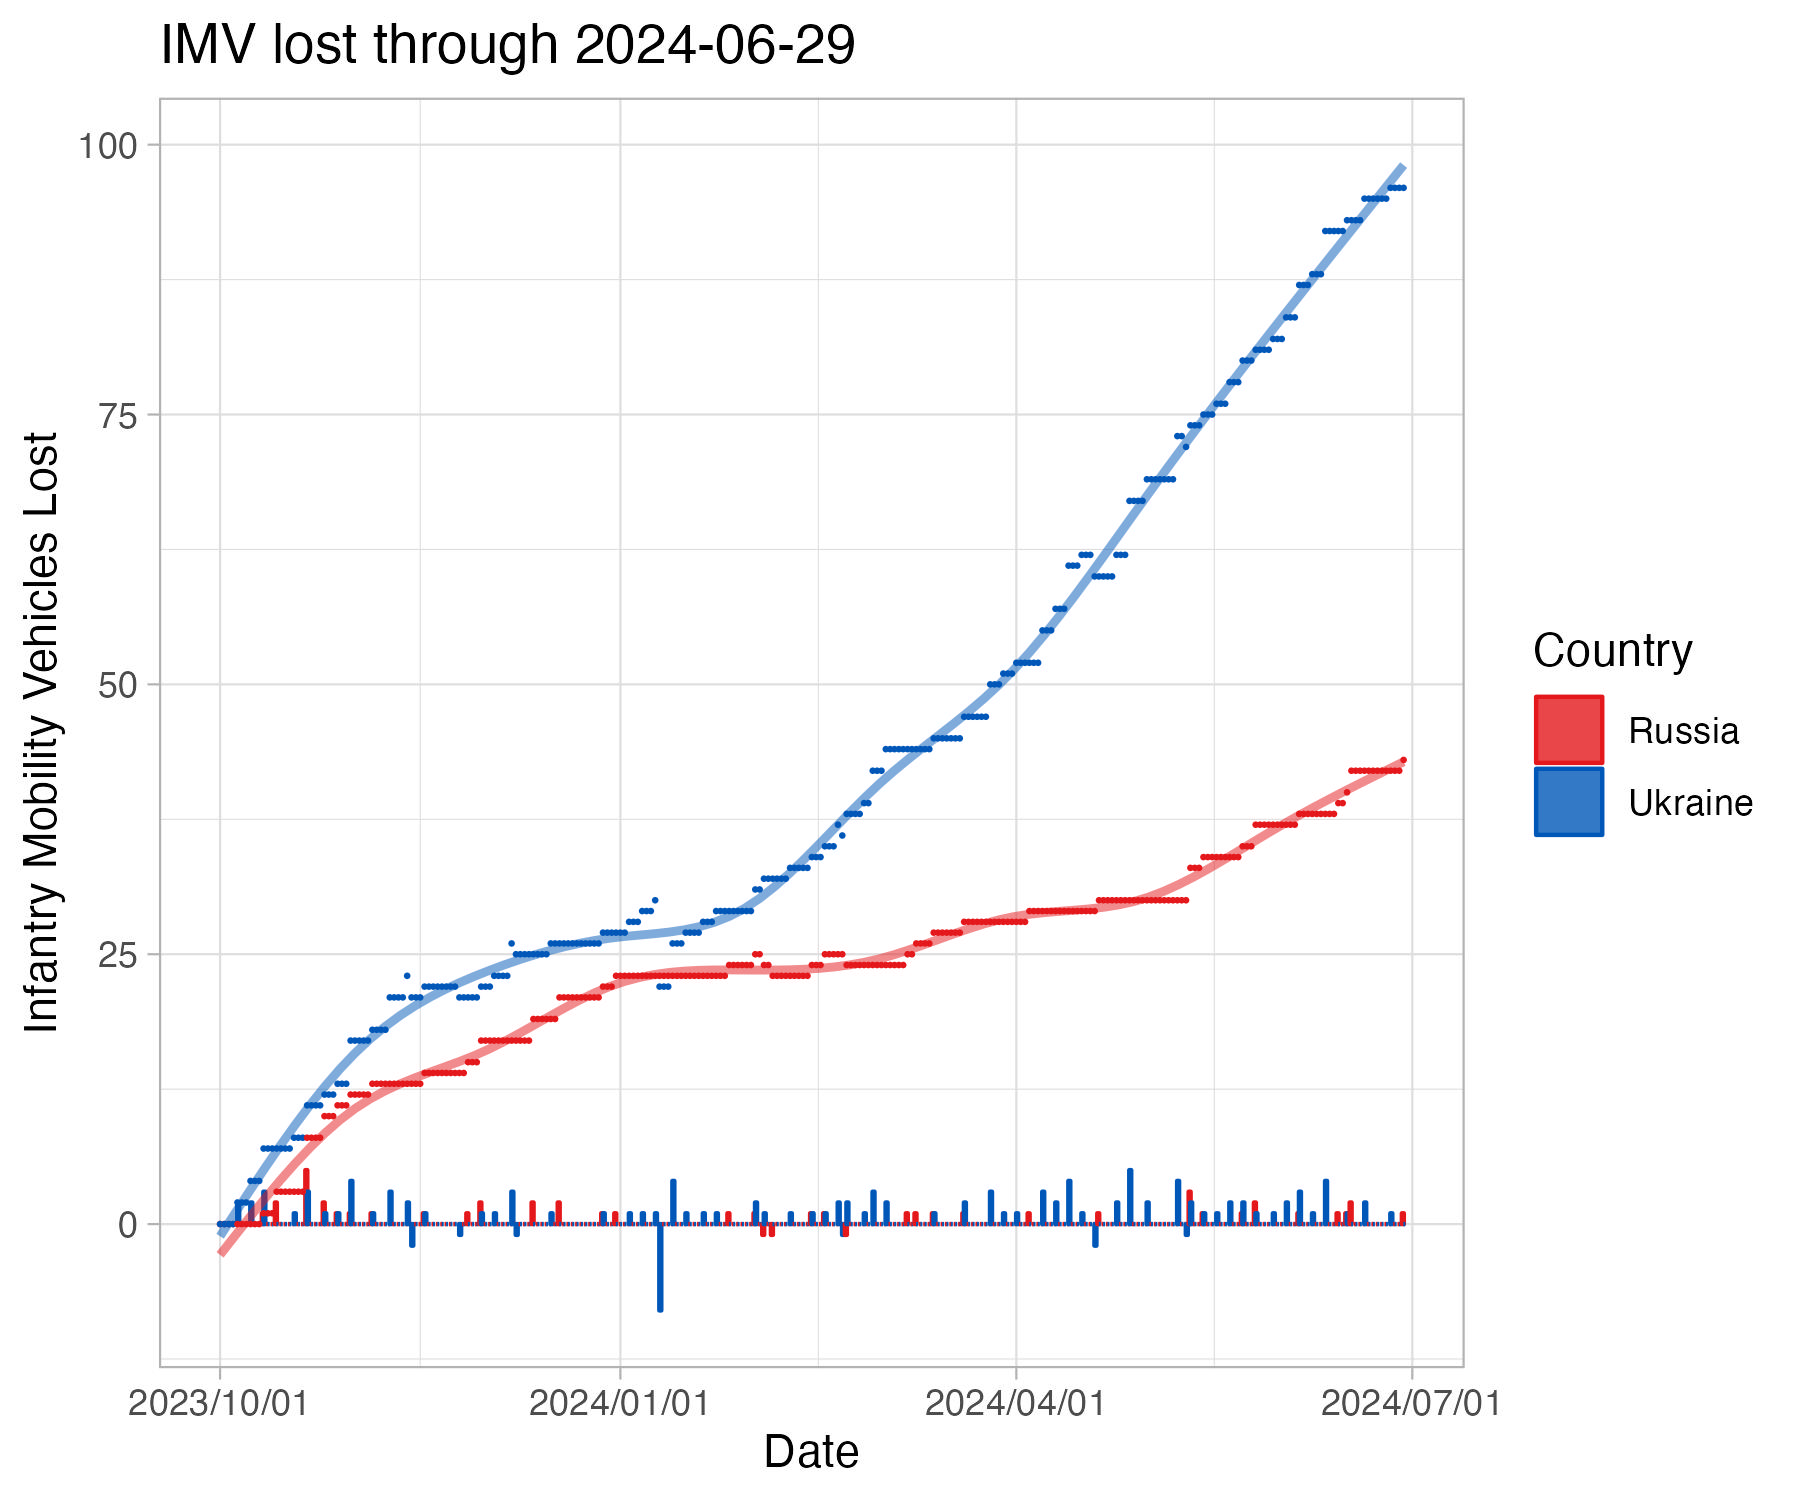 IMV lost through 2024-06-29
Infantry Mobility Vehicles Lost
100
75
50
25
0
2023/10/01
2024/01/01
2024/04/01
2024/07/01
Date
Country
Russia
Ukraine